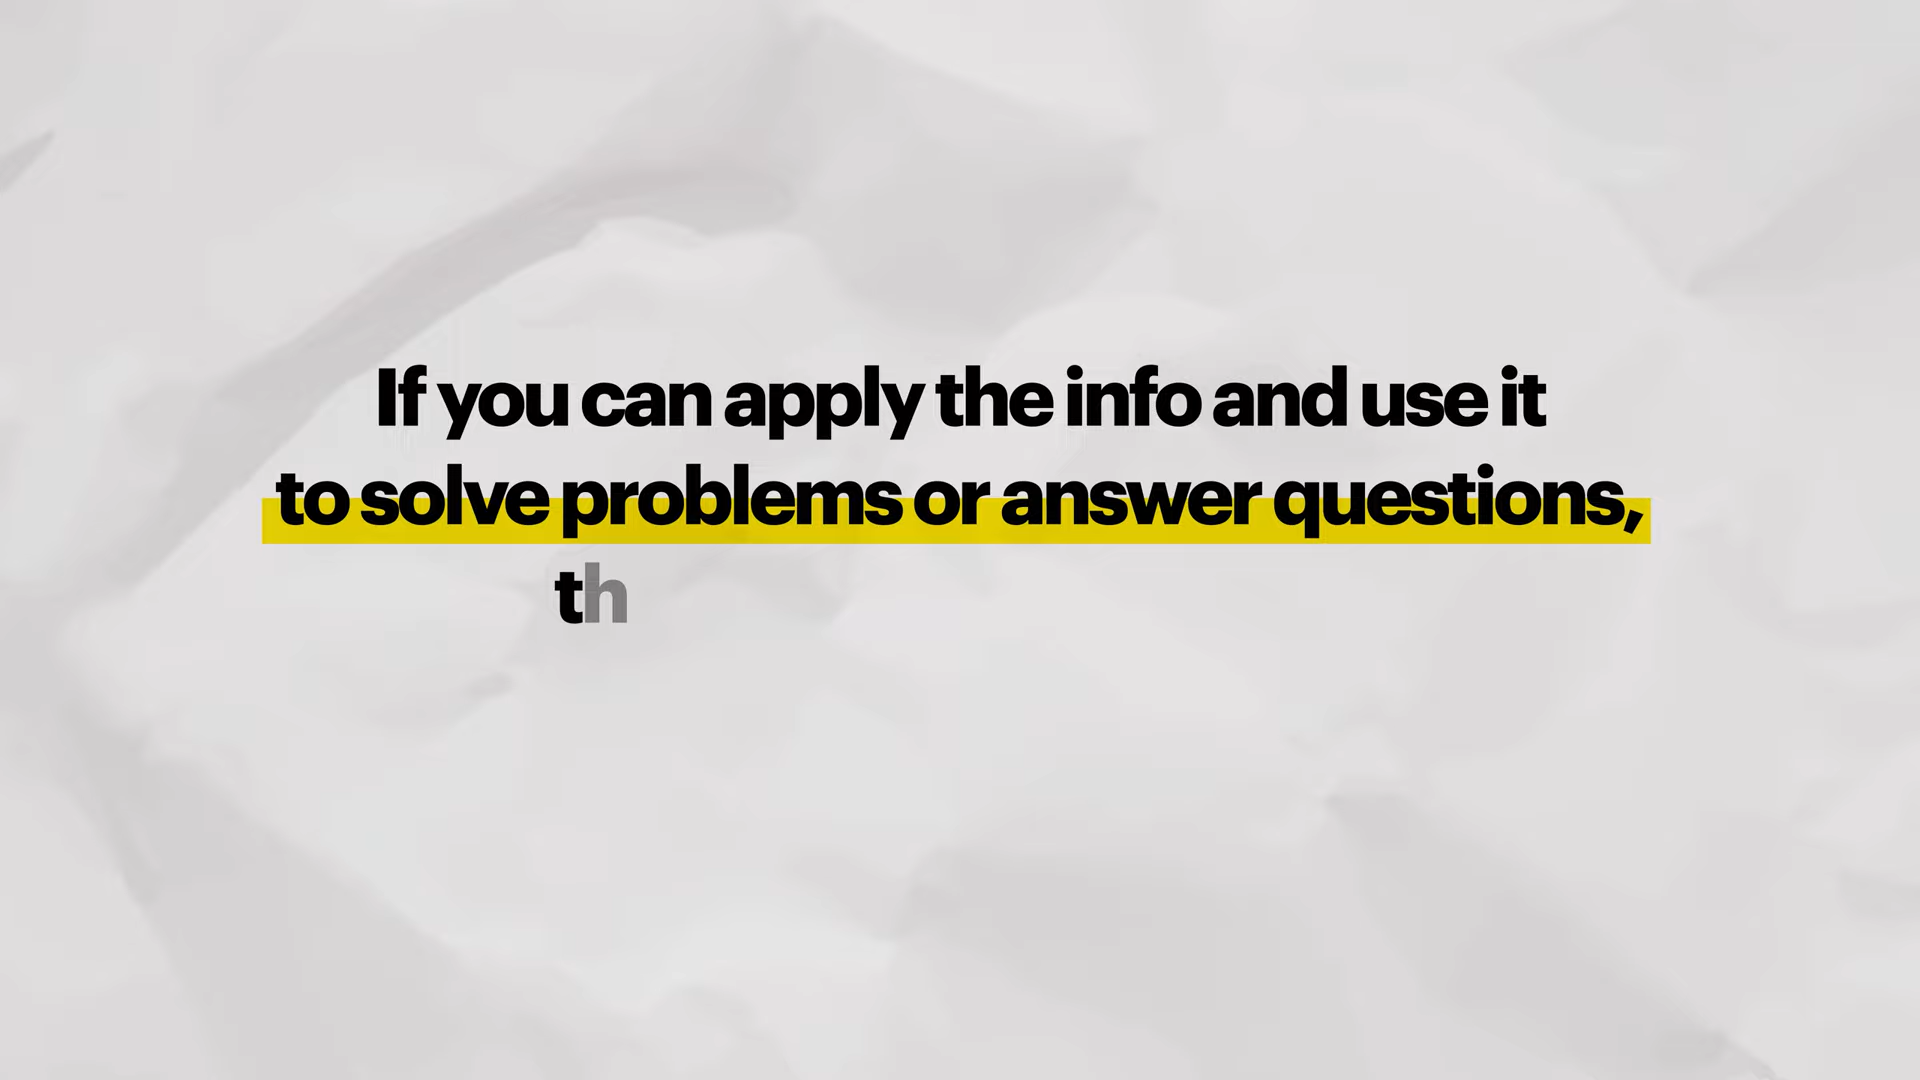 If you can apply the info and use it
to solve problems or answer questions,
th